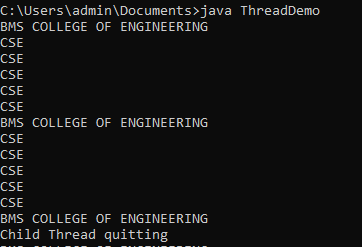 C:\Users\admin\Documents>java ThreadDemo
BMS COLLEGE OF ENGINEERING
CSE
CSE
CSE
CSE
CSE
BMS COLLEGE OF ENGINEERING
CSE
CSE
CSE
CSE
CSE
BMS COLLEGE OF ENGINEERING
Child Thread quitting